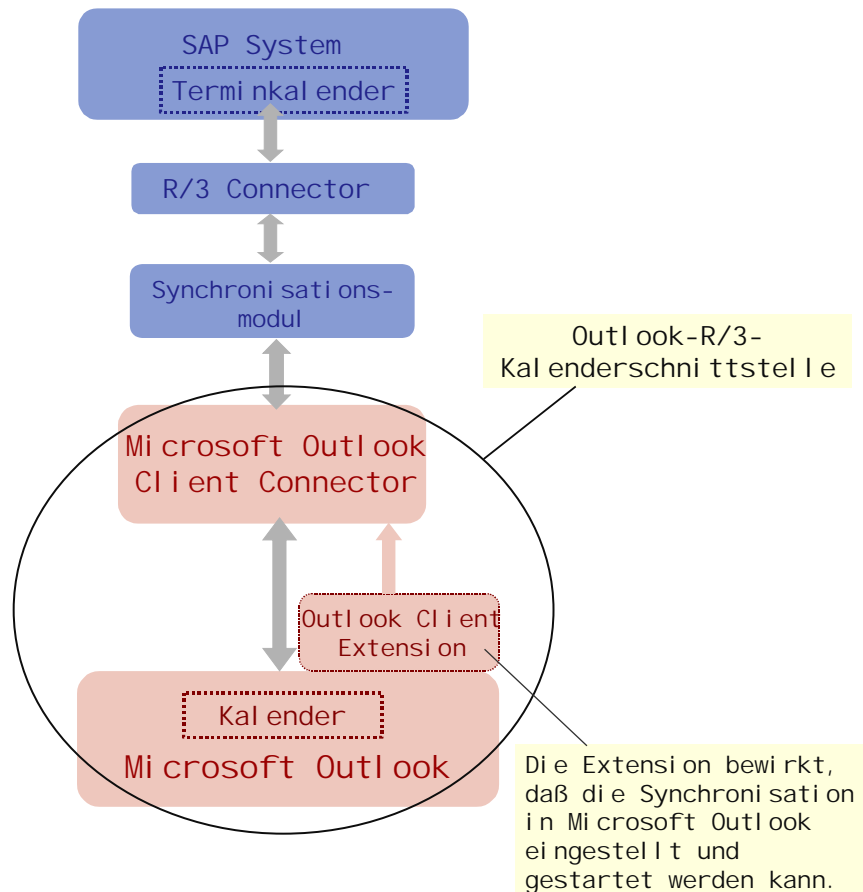 SAP System
Terminkalender
R/3 Connector
Synchronisations-
modul
Outlook-R/3-
Kalenderschnittstelle
Microsoft Outlook
Client Connector
Outlook Client
Extension
Kalender
Microsoft Outlook
Die Extension bewirkt,
daß die Synchronisation
in Microsoft Outlook
eingestellt und
gestartet werden kann.